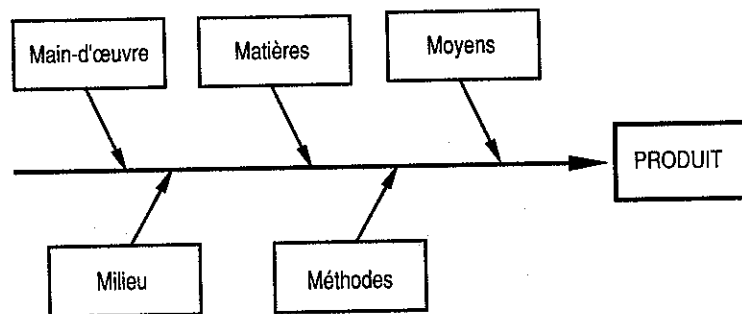 Main-d'œuvre
Matières
Moyens
PRODUIT
Milieu
Méthodes